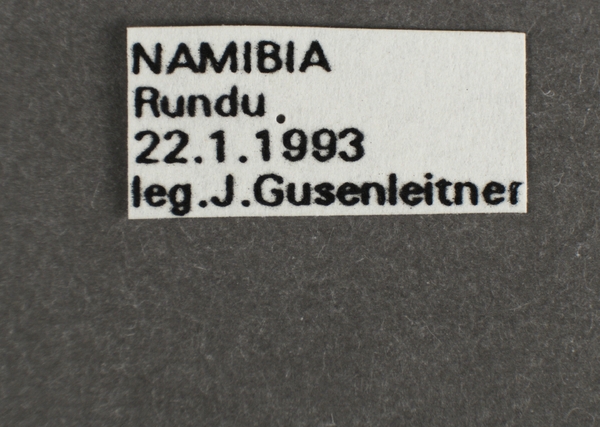 NAMIBIA
Rundu.
22.1.1993
leg.J.Gusenleitner